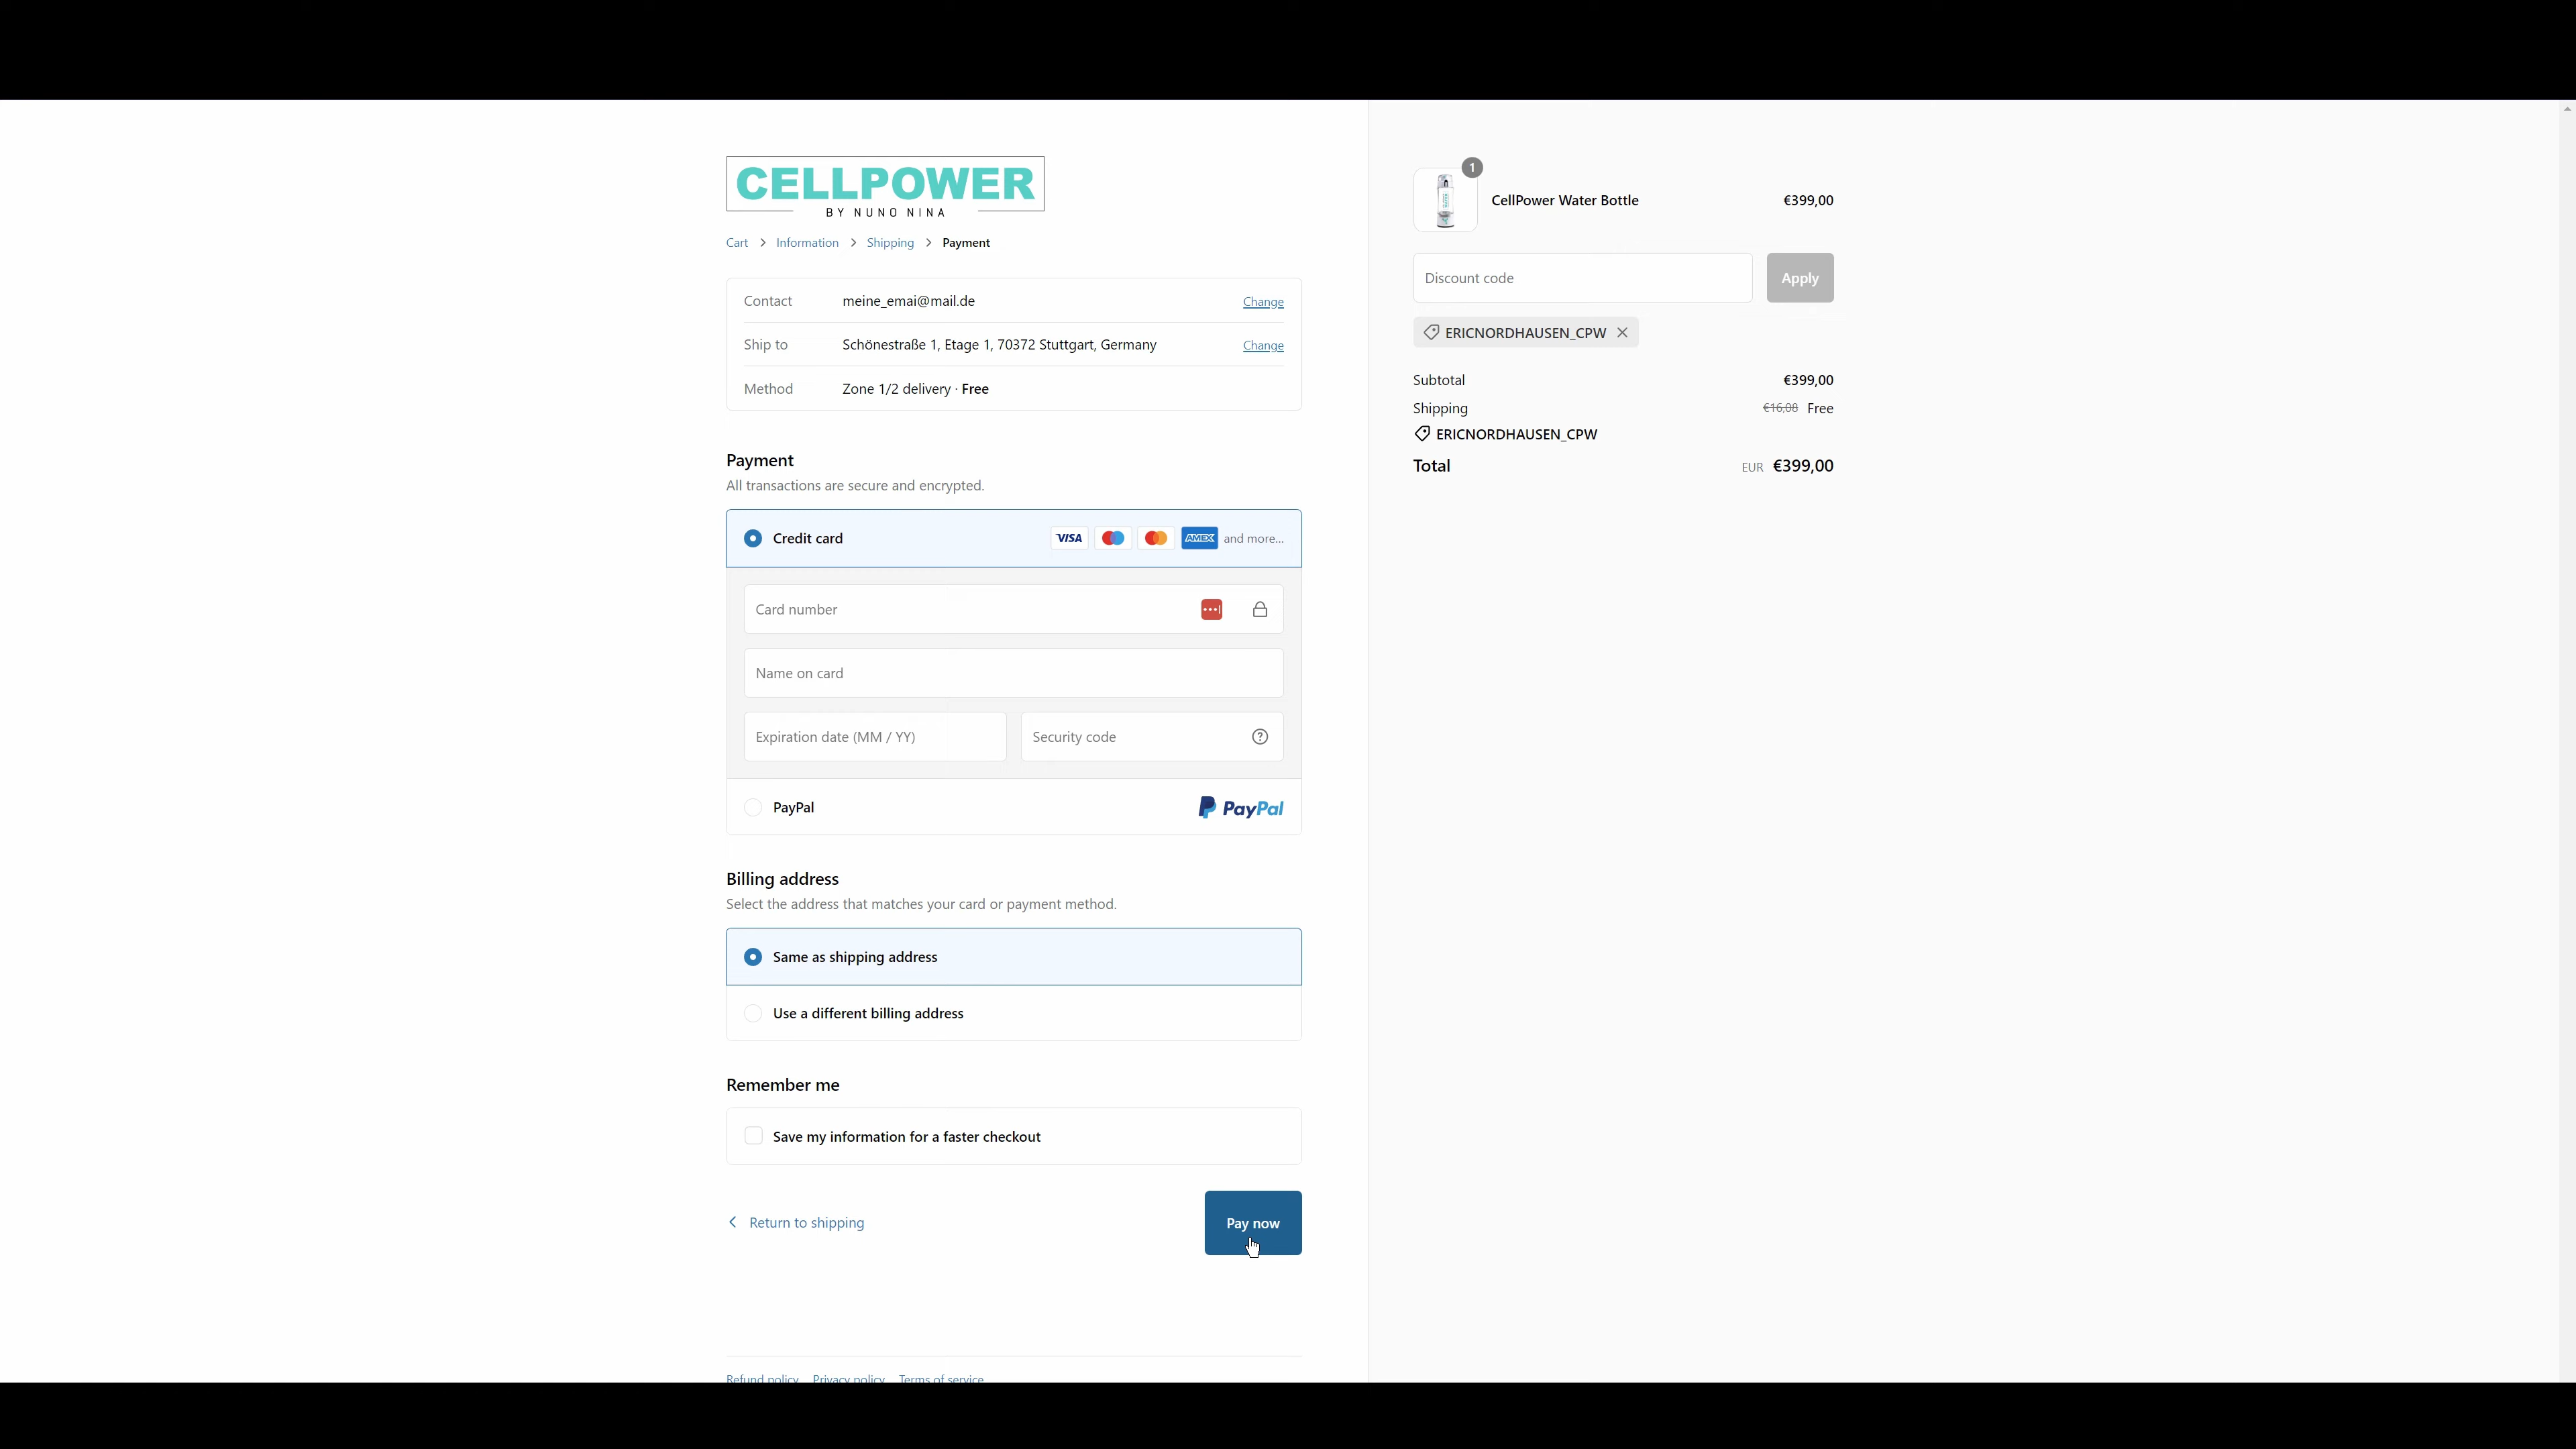 CELLPOWER
BY NUNO NINA
Cart > Information > Shipping > Payment
Contact meine_emai@mail.de Change
Ship to Schönestraße 1, Etage 1, 70372 Stuttgart, Germany Change
Method Zone 1/2 delivery · Free
Payment
All transactions are secure and encrypted.
Credit card VISA AMEX and more...
Card number
Name on card
Expiration date (MM / YY) Security code
PayPal PayPal
Billing address
Select the address that matches your card or payment method.
Same as shipping address
Use a different billing address
Remember me
Save my information for a faster checkout
Return to shipping Pay now
Refund policy Privacy policy Terms of service
1
CellPower Water Bottle €399,00
Discount code Apply
ERICNORDHAUSEN_CPW
Subtotal €399,00
Shipping €16,08 Free
ERICNORDHAUSEN_CPW
Total EUR €399,00